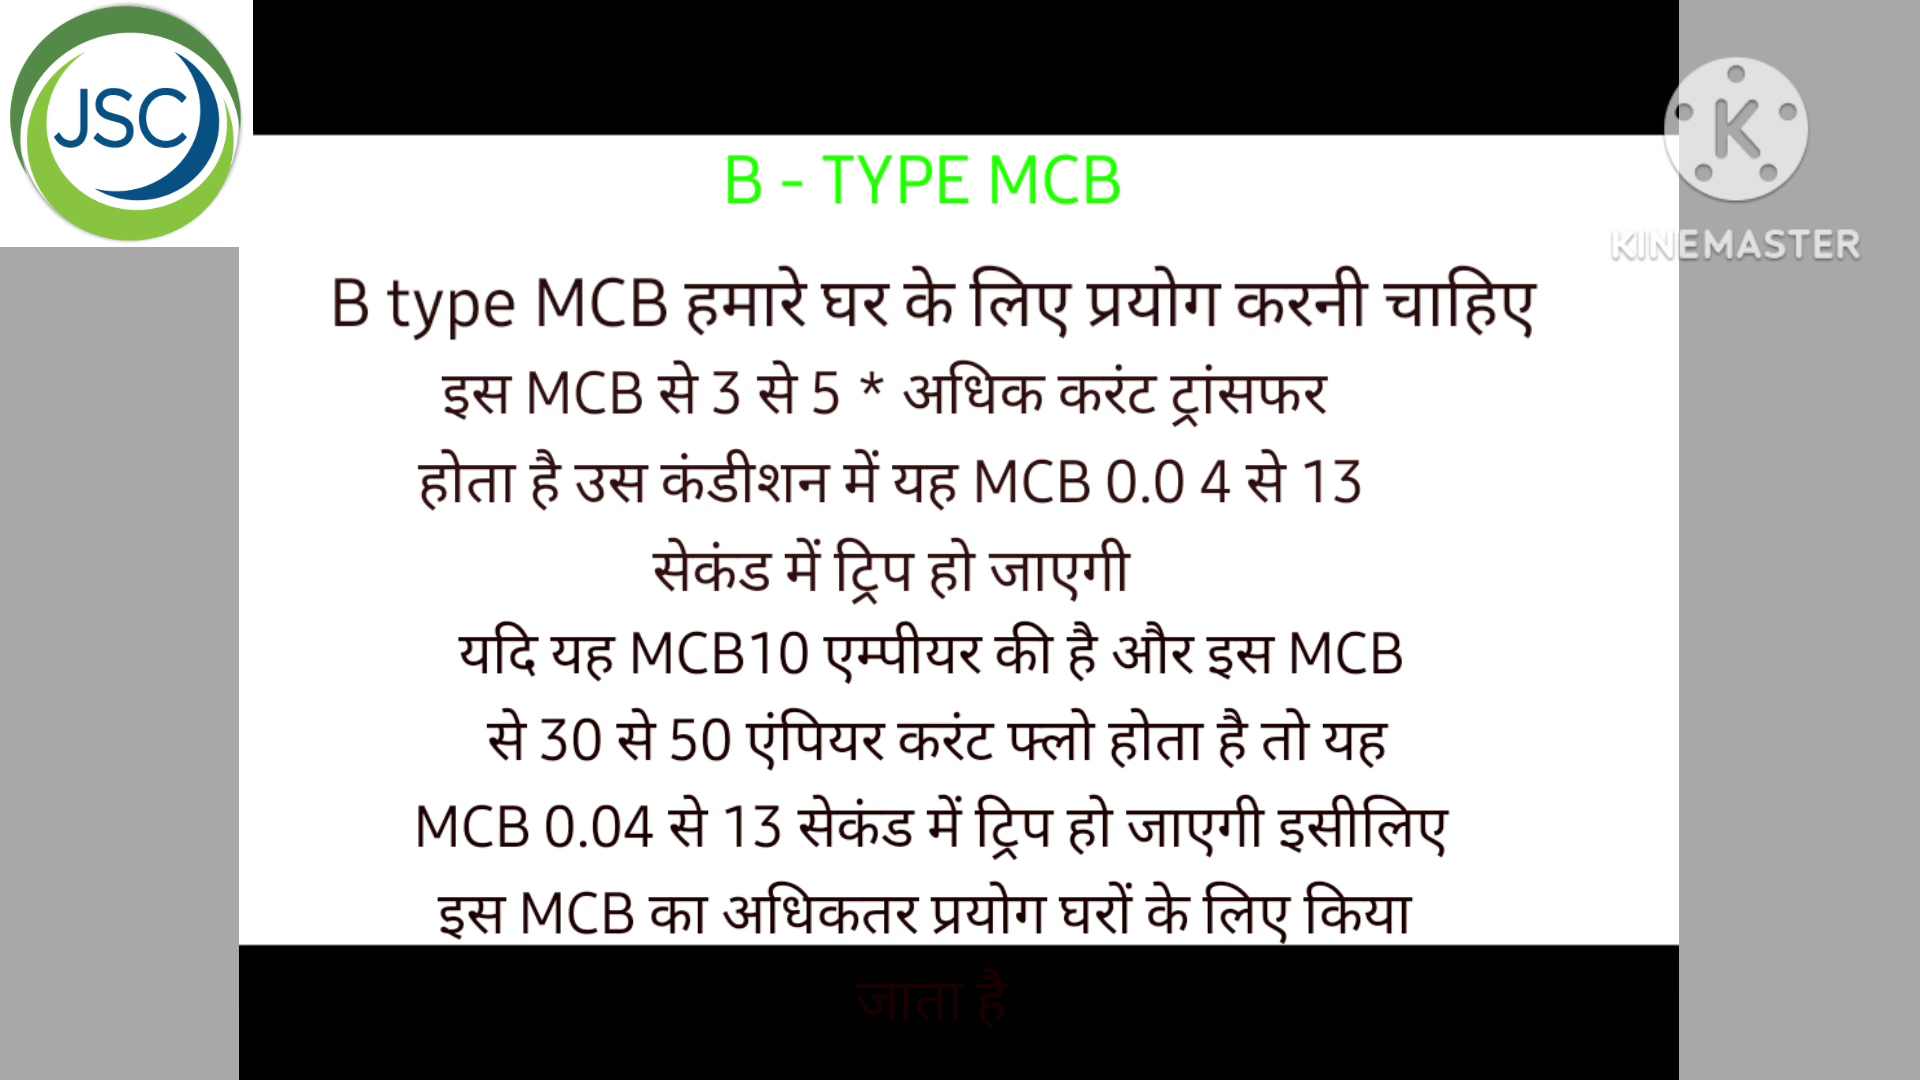 JSC
K
KINEMASTER
B - TYPE MCB
B type MCB हमारे घर के लिए प्रयोग करनी चाहिए
इस MCB से 3 से 5 * अधिक करंट ट्रांसफर
होता है उस कंडीशन में यह MCB 0.0 4 से 13
सेकंड में ट्रिप हो जाएगी
यदि यह MCB10 एम्पीयर की है और इस MCB
से 30 से 50 एंपियर करंट फ्लो होता है तो यह
MCB 0.04 से 13 सेकंड में ट्रिप हो जाएगी इसीलिए
इस MCB का अधिकतर प्रयोग घरों के लिए किया
जाता है